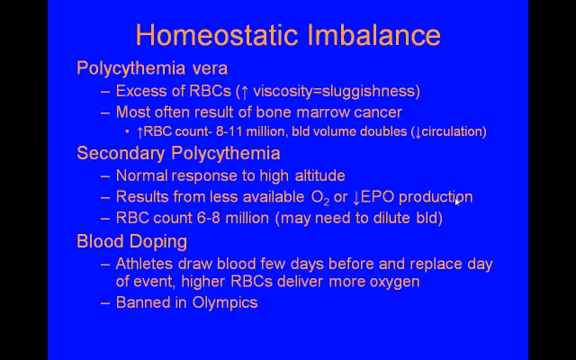 Homeostatic Imbalance
Polycythemia vera
– Excess of RBCs (↑ viscosity=sluggishness)
– Most often result of bone marrow cancer
• ↑RBC count- 8-11 million, bld volume doubles (↓circulation)
Secondary Polycythemia
– Normal response to high altitude
– Results from less available O₂ or ↓EPO production
– RBC count 6-8 million (may need to dilute bld)
Blood Doping
– Athletes draw blood few days before and replace day
of event, higher RBCs deliver more oxygen
– Banned in Olympics